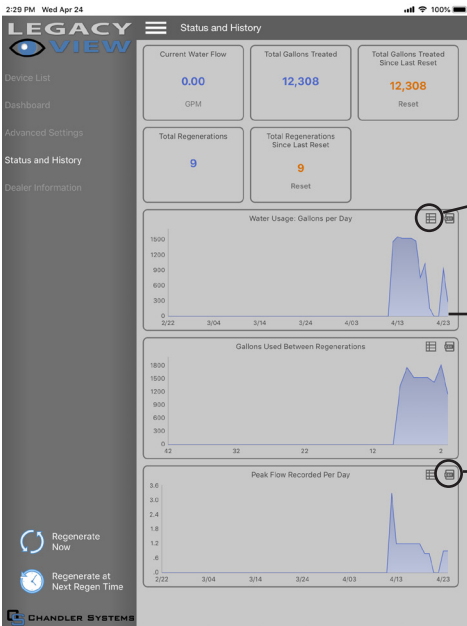 2:29 PM Wed Apr 24
100%
LEGACY
VIEW
Status and History
Device List
Dashboard
Advanced Settings
Status and History
Dealer Information
Current Water Flow
0.00
GPM
Total Gallons Treated
12,308
Total Gallons Treated
Since Last Reset
12,308
Reset
Total Regenerations
9
Total Regenerations
Since Last Reset
9
Reset
Water Usage: Gallons per Day
1500
1200
900
600
300
0
2/22 3/04 3/14 3/24 4/03 4/13 4/23
Gallons Used Between Regenerations
1800
1500
1200
900
600
300
0
42 32 22 12 2
Peak Flow Recorded Per Day
3.6
3.0
2.4
1.8
1.2
.6
.0
2/22 3/04 3/14 3/24 4/03 4/13 4/23
Regenerate
Now
Regenerate at
Next Regen Time
CHANDLER SYSTEMS